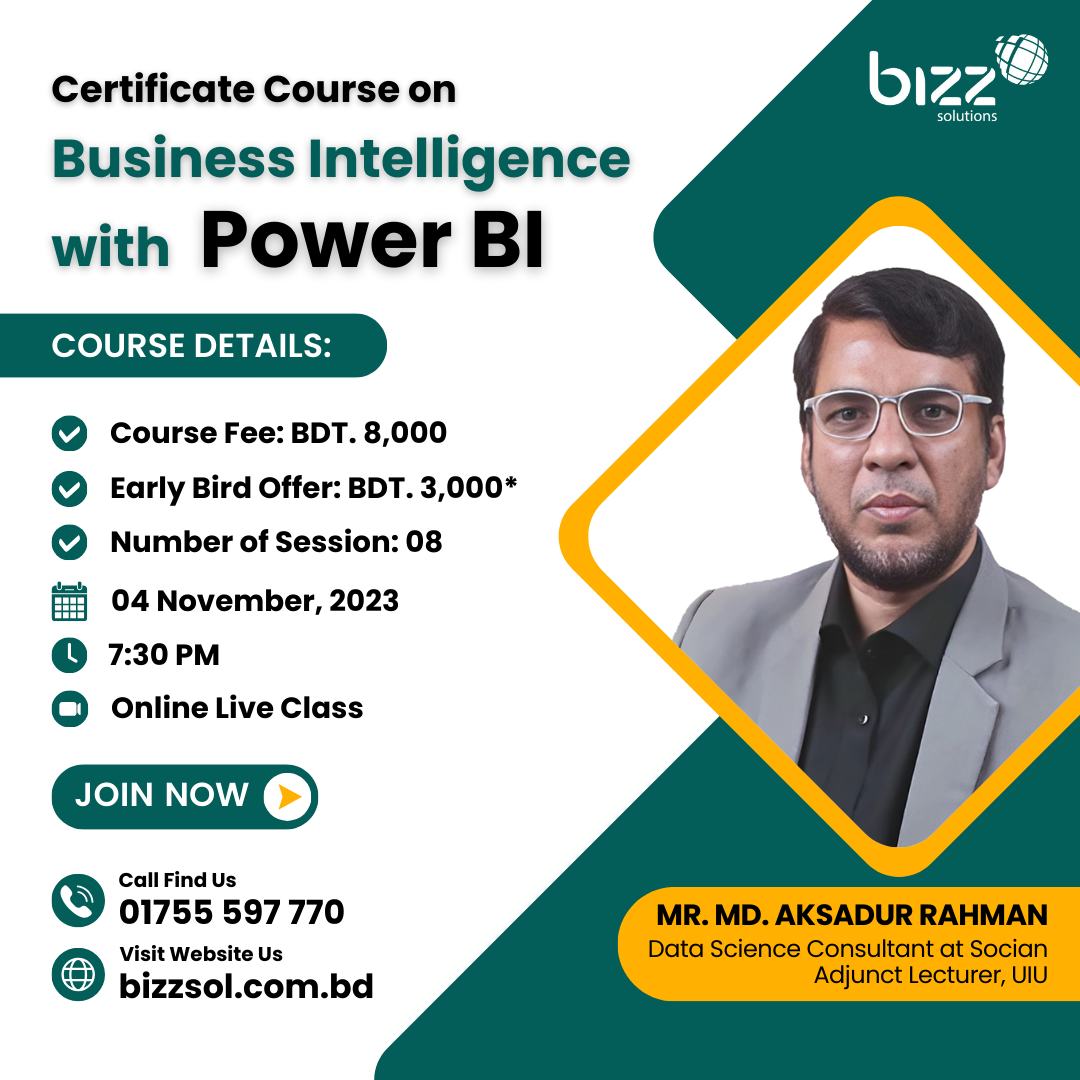 bizz
solutions
Certificate Course on
Business Intelligence
with Power BI
COURSE DETAILS:
Course Fee: BDT. 8,000
Early Bird Offer: BDT. 3,000*
Number of Session: 08
04 November, 2023
7:30 PM
Online Live Class
JOIN NOW
Call Find Us
01755 597 770
Visit Website Us
bizzsol.com.bd
MR. MD. AKSADUR RAHMAN
Data Science Consultant at Socian
Adjunct Lecturer, UIU